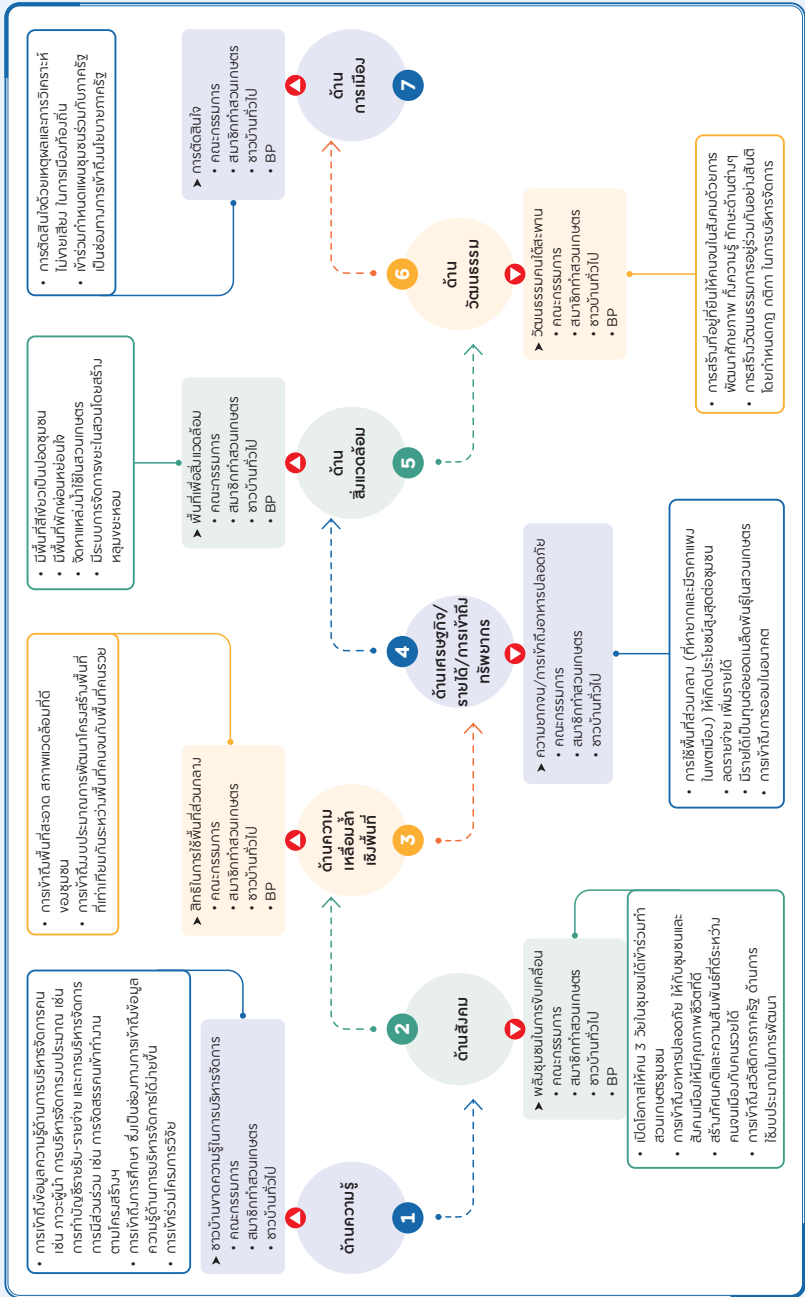 • การเข้าถึงข้อมูลความรู้ด้านการบริหารจัดการคน
เช่น ภาวะผู้นำ การบริหารจัดการงบประมาณ เช่น
การทำบัญชีรายรับ-รายจ่าย และการบริหารจัดการ
การมีส่วนร่วม เช่น การจัดสรรคนเข้าทำงาน
ตามโครงสร้างฯ
• การเข้าถึงการศึกษา ซึ่งเป็นช่องทางการเข้าถึงข้อมูล
ความรู้ด้านการบริหารจัดการได้ง่ายขึ้น
• การเข้าร่วมโครงการวิจัย
➤ ชาวบ้านขาดความรู้ในการบริหารจัดการ
• คณะกรรมการ
• สมาชิกทำสวนเกษตร
• ชาวบ้านทั่วไป
ด้านความรู้
1
2
ด้านสังคม
➤ พลังชุมชนในการขับเคลื่อน
• คณะกรรมการ
• สมาชิกทำสวนเกษตร
• ชาวบ้านทั่วไป
• BP
• เปิดโอกาสให้คน 3 วัยในชุมชนได้เข้าร่วมทำ
สวนเกษตรชุมชน
• การเข้าถึงอาหารปลอดภัย ให้กับชุมชนและ
สังคมเมืองให้มีคุณภาพชีวิตที่ดี
• สร้างทัศนคติและความสัมพันธ์ที่ดีระหว่าง
คนจนเมืองกับคนรวยได้
• การเข้าถึงสวัสดิการภาครัฐ ด้านการ
ใช้งบประมาณในการพัฒนา
• การเข้าถึงพื้นที่สะอาด สภาพแวดล้อมที่ดี
ของชุมชน
• การเข้าถึงงบประมาณการพัฒนาโครงสร้างพื้นที่
ที่เท่าเทียมกันระหว่างพื้นที่คนจนกับพื้นที่คนรวย
➤ สิทธิในการใช้พื้นที่ส่วนกลาง
• คณะกรรมการ
• สมาชิกทำสวนเกษตร
• ชาวบ้านทั่วไป
• BP
ด้านความ
เหลื่อมล้ำ
เชิงพื้นที่
3
4
ด้านเศรษฐกิจ/
รายได้/การเข้าถึง
ทรัพยากร
➤ ความยากจน/การเข้าถึงอาหารปลอดภัย
• คณะกรรมการ
• สมาชิกทำสวนเกษตร
• ชาวบ้านทั่วไป
• การใช้พื้นที่ส่วนกลาง (ที่หายากและมีราคาแพง
ในเขตเมือง) ให้เกิดประโยชน์สูงสุดต่อชุมชน
• ลดรายจ่าย เพิ่มรายได้
• มีรายได้เป็นทุนต่อยอดเมล็ดพันธุ์ในสวนเกษตร
• การเข้าถึงการออมในอนาคต
• มีพื้นที่สีเขียวเป็นปอดชุมชน
• มีพื้นที่พักผ่อนหย่อนใจ
• จัดหาแหล่งน้ำใช้ในสวนเกษตร
• มีระบบการจัดการขยะในสวนโดยสร้าง
หลุมขยะหอม
➤ พื้นที่เพื่อสิ่งแวดล้อม
• คณะกรรมการ
• สมาชิกทำสวนเกษตร
• ชาวบ้านทั่วไป
• BP
ด้าน
สิ่งแวดล้อม
5
6
ด้าน
วัฒนธรรม
➤ วัฒนธรรมคนใต้สะพาน
• คณะกรรมการ
• สมาชิกทำสวนเกษตร
• ชาวบ้านทั่วไป
• BP
• การสร้างที่อยู่ที่ยืนให้คนจนในสังคมด้วยการ
พัฒนาศักยภาพ ทั้งความรู้ ทักษะด้านต่างๆ
• การสร้างวัฒนธรรมการอยู่ร่วมกันอย่างสันติ
โดยกำหนดกฎ กติกา ในการบริหารจัดการ
• การตัดสินใจด้วยเหตุผลและการวิเคราะห์
ไม่ขายเสียง ในการเมืองท้องถิ่น
• เข้าร่วมกำหนดแผนชุมชนร่วมกับภาครัฐ
เป็นช่องทางการเข้าถึงนโยบายภาครัฐ
➤ การตัดสินใจ
• คณะกรรมการ
• สมาชิกทำสวนเกษตร
• ชาวบ้านทั่วไป
• BP
ด้าน
การเมือง
7